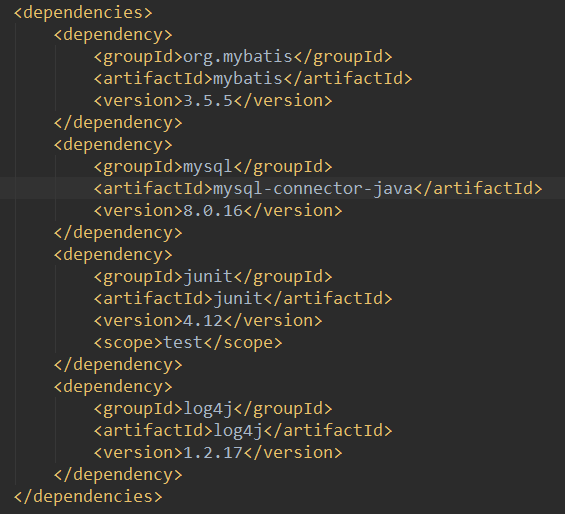 <dependencies>
    <dependency>
        <groupId>org.mybatis</groupId>
        <artifactId>mybatis</artifactId>
        <version>3.5.5</version>
    </dependency>
    <dependency>
        <groupId>mysql</groupId>
        <artifactId>mysql-connector-java</artifactId>
        <version>8.0.16</version>
    </dependency>
    <dependency>
        <groupId>junit</groupId>
        <artifactId>junit</artifactId>
        <version>4.12</version>
        <scope>test</scope>
    </dependency>
    <dependency>
        <groupId>log4j</groupId>
        <artifactId>log4j</artifactId>
        <version>1.2.17</version>
    </dependency>
</dependencies>